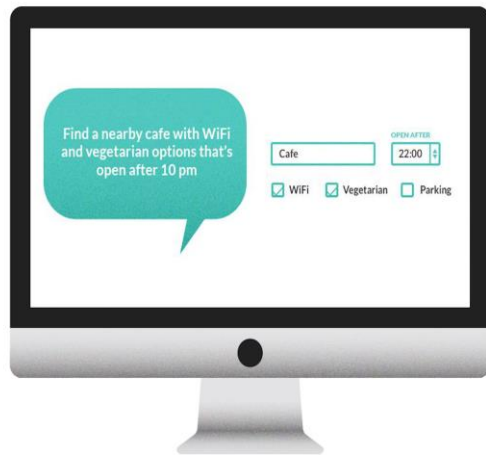 Find a nearby cafe with WiFi
and vegetarian options that's
open after 10 pm
OPEN AFTER
Cafe
22:00
WiFi
Vegetarian
Parking